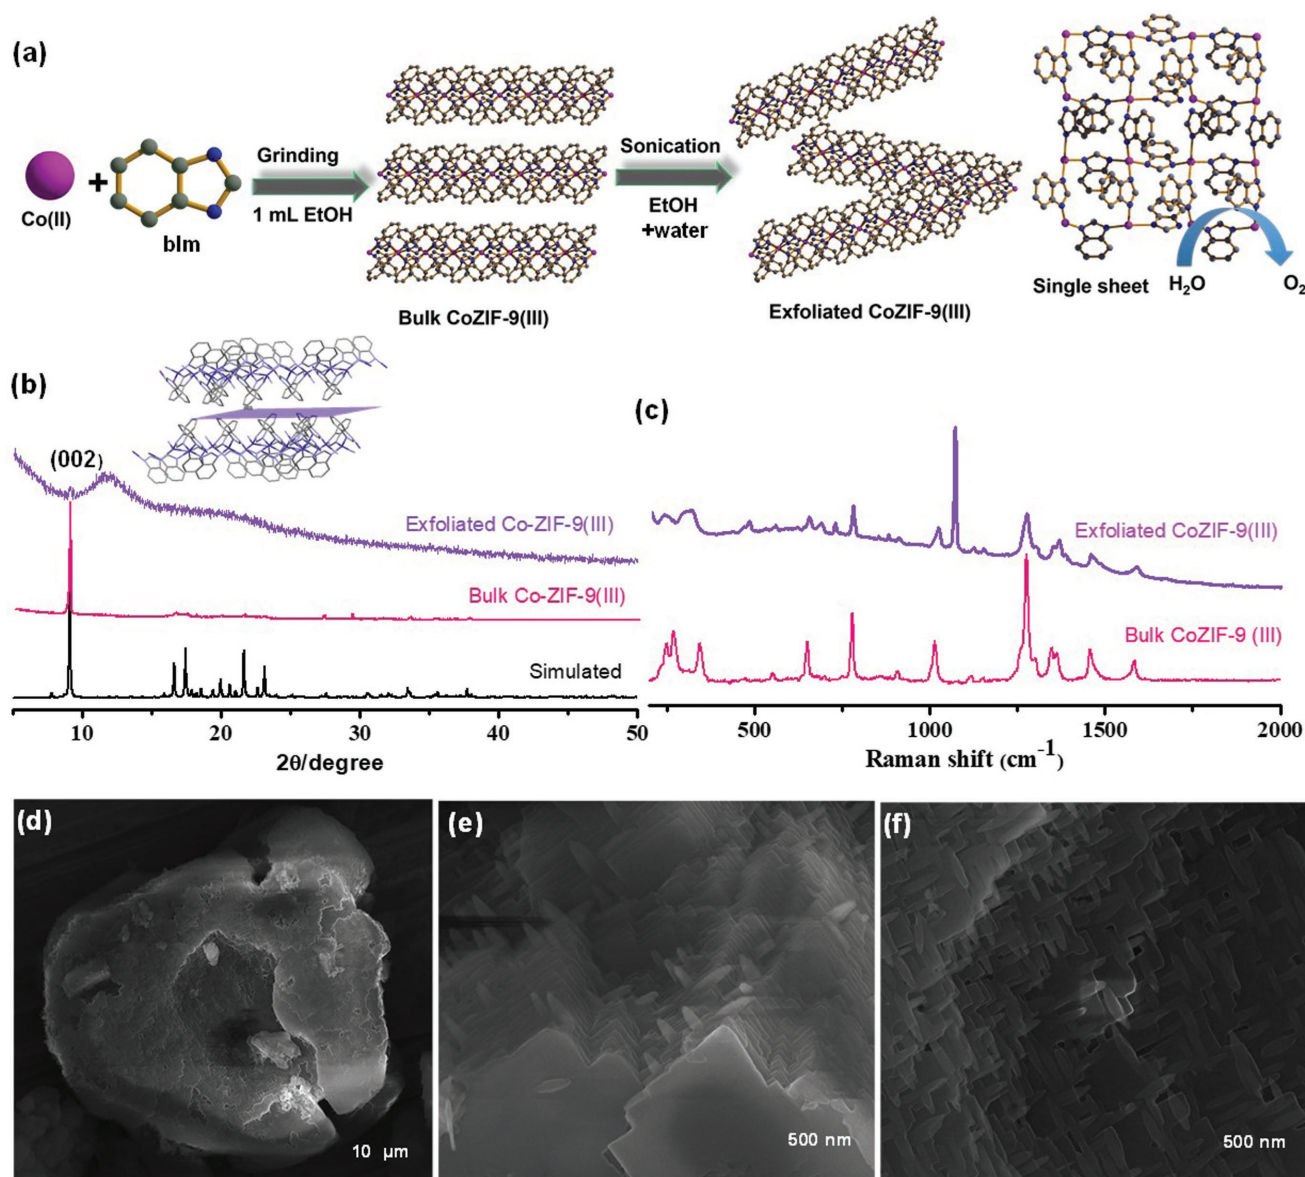 (a)
Co(II)
+
bIm
Grinding
1 mL EtOH
Bulk CoZIF-9(III)
Sonication
EtOH
+water
Exfoliated CoZIF-9(III)
Single sheet
H₂O
O₂
(b)
(002)
Exfoliated Co-ZIF-9(III)
Bulk Co-ZIF-9(III)
Simulated
10 20 30 40 50
2θ/degree
(c)
Exfoliated CoZIF-9(III)
Bulk CoZIF-9 (III)
500 1000 1500 2000
Raman shift (cm⁻¹)
(d)
10 μm
(e)
500 nm
(f)
500 nm